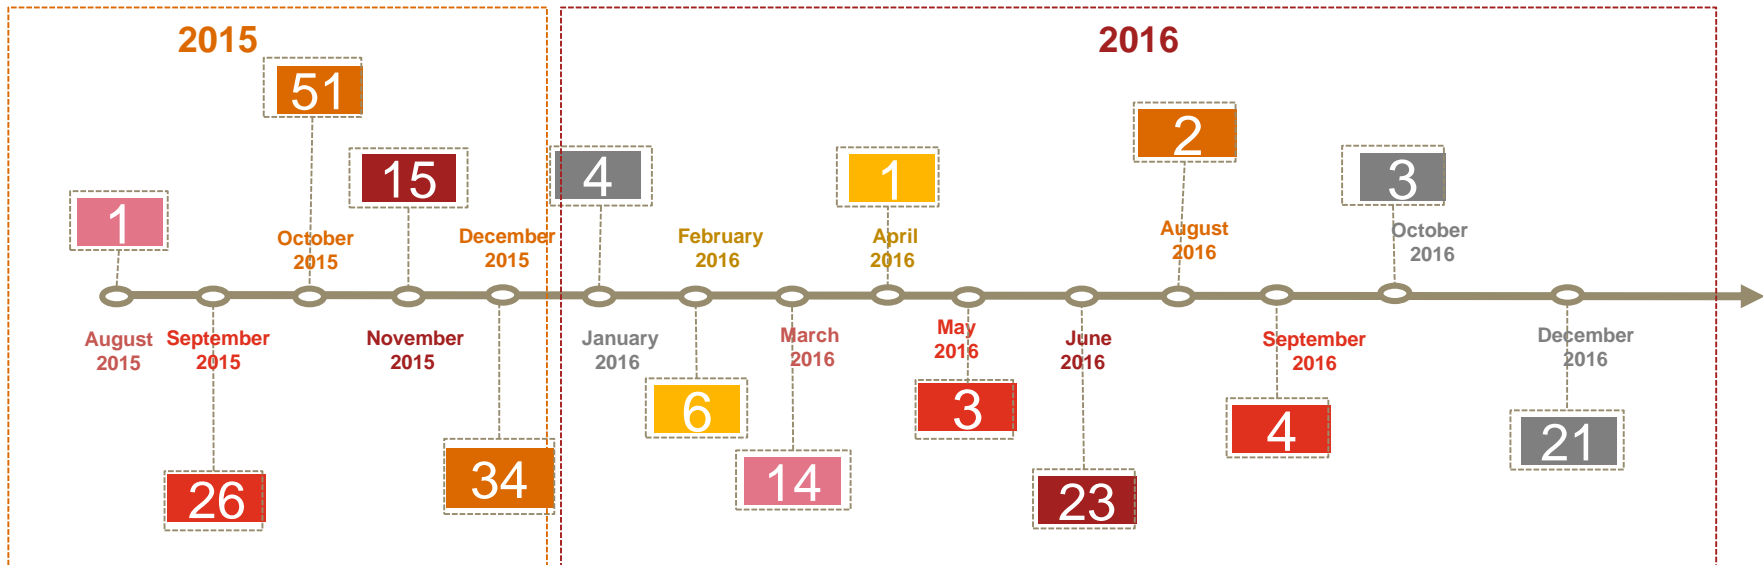 2015
2016
51
2
15
4
1
3
1
October
2015
December
2015
February
2016
April
2016
August
2016
October
2016
August
2015
September
2015
November
2015
January
2016
March
2016
May
2016
June
2016
September
2016
December
2016
26
34
6
14
3
23
4
21